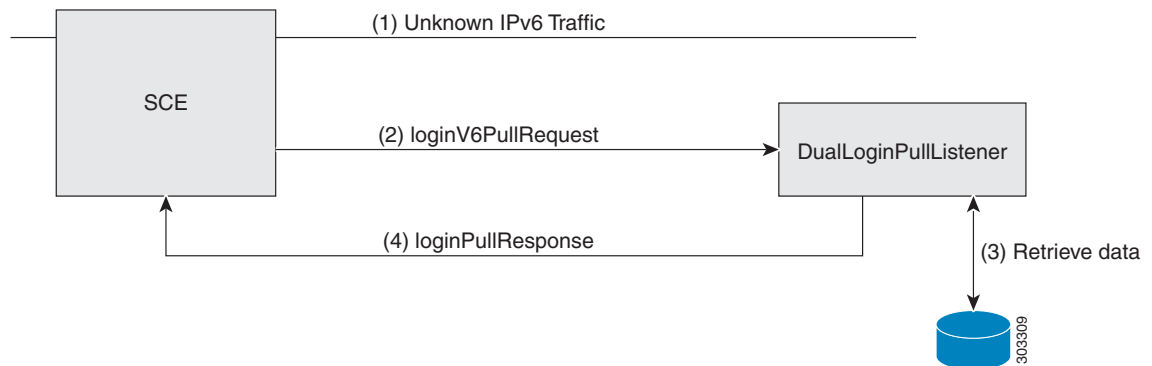 (1) Unknown IPv6 Traffic
SCE
(2) loginV6PullRequest
DualLoginPullListener
(4) loginPullResponse
(3) Retrieve data
303309